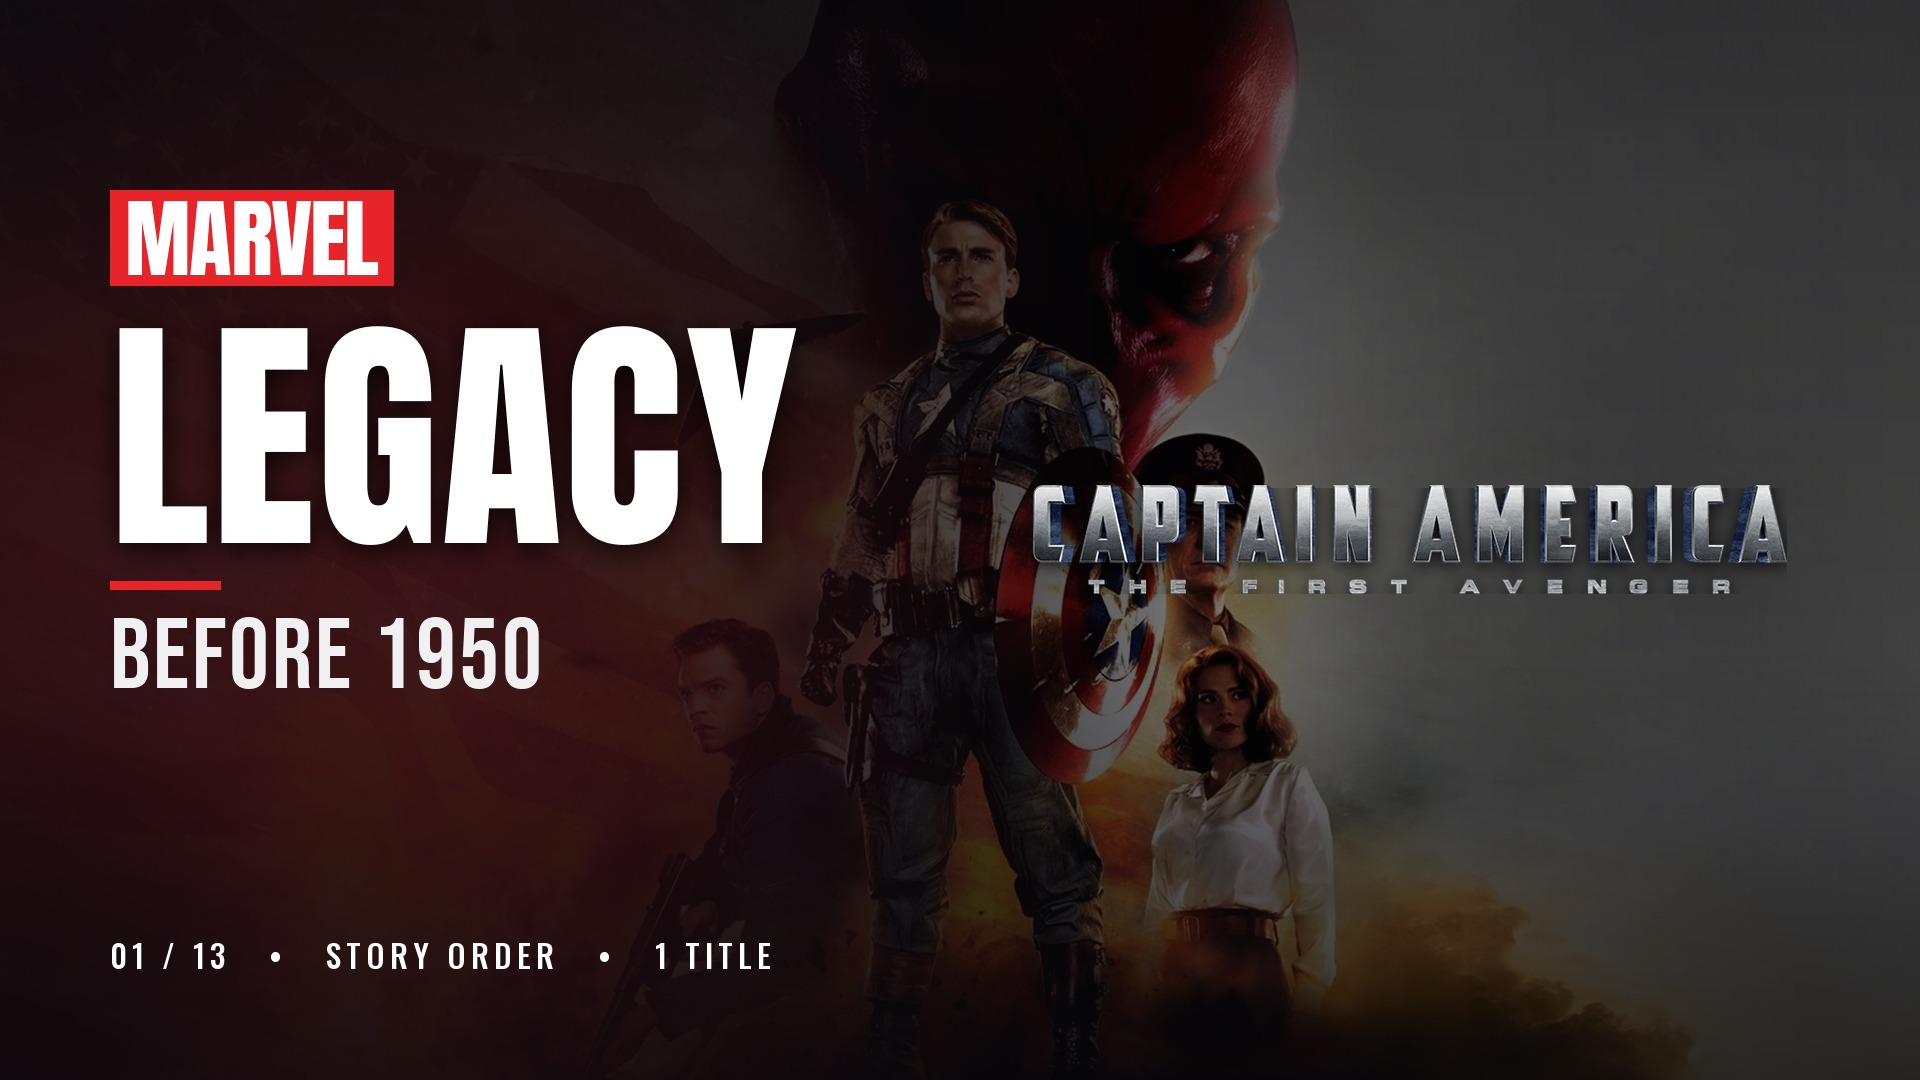 MARVEL
LEGACY
BEFORE 1950
CAPTAIN AMERICA
THE FIRST AVENGER
01 / 13 • STORY ORDER • 1 TITLE